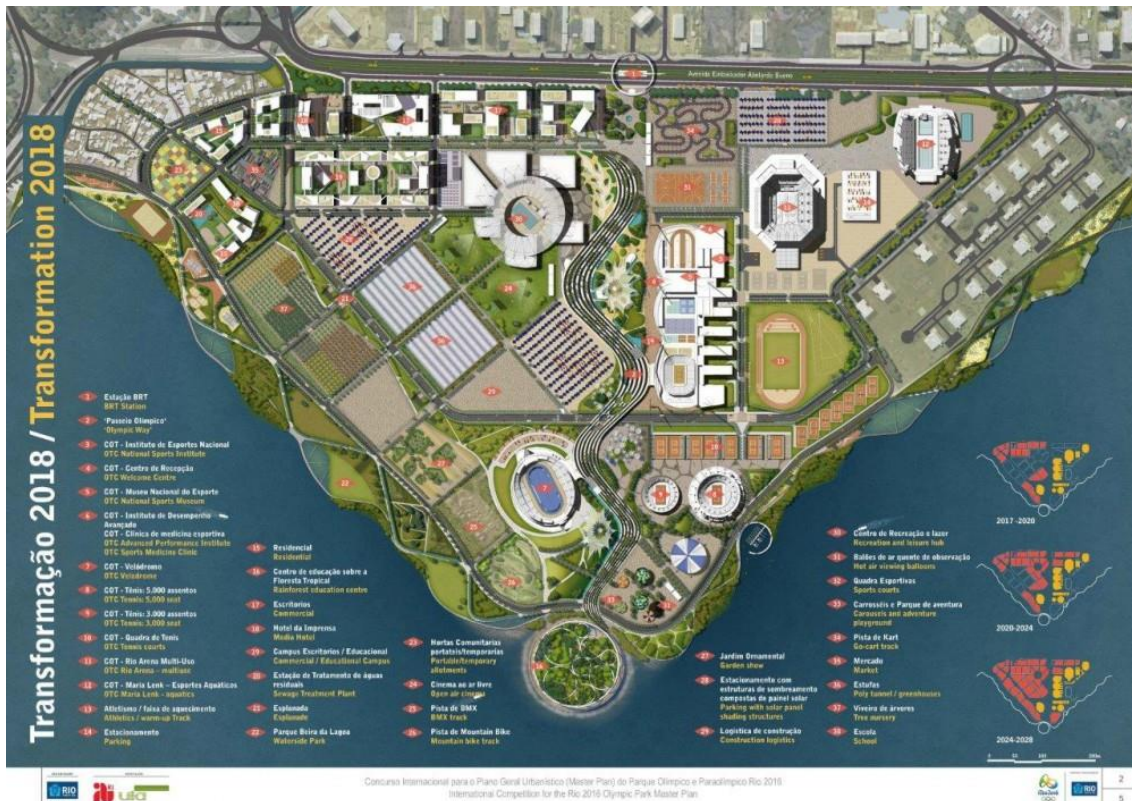 Avenida Embaixador Abelardo Bueno
Transformação 2018 / Transformation 2018
1 Estação BRT
BRT Station
2 'Passeio Olímpico'
'Olympic Way'
3 COT - Instituto de Esportes Nacional
OTC National Sports Institute
4 COT - Centro de Recepção
OTC Welcome Centre
5 COT - Museu Nacional do Esporte
OTC National Sports Museum
6 COT - Instituto de Desempenho
Avançado
COT - Clínica de medicina esportiva
OTC Advanced Performance Institute
OTC Sports Medicine Clinic
7 COT - Velódromo
OTC Velodrome
8 COT - Tênis: 5.000 assentos
OTC Tennis: 5,000 seat
9 COT - Tênis: 3.000 assentos
OTC Tennis: 3,000 seat
10 COT - Quadra de Tenis
OTC Tennis courts
11 COT - Rio Arena Multi-Uso
OTC Rio Arena - multiuse
12 COT - Maria Lenk - Esportes Aquáticos
OTC Maria Lenk - aquatics
13 Atletismo / faixa de aquecimento
Athletics / warm-up Track
14 Estacionamento
Parking
15 Residencial
Residential
16 Centro de educação sobre a
Floresta Tropical
Rainforest education centre
17 Escritorios
Commercial
18 Hotel da Imprensa
Media Hotel
19 Campus Escritorios / Educacional
Commercial / Educational Campus
20 Estação de Tratamento de águas
residuais
Sewage Treatment Plant
21 Esplanada
Esplanade
22 Parque Beira da Lagoa
Waterside Park
23 Hortas Comunitarias
portateis/temporarias
Portable/temporary
allotments
24 Cinema ao ar livre
Open air cinema
25 Pista de BMX
BMX track
26 Pista de Mountain Bike
Mountain bike track
27 Jardim Ornamental
Garden show
28 Estacionamento com
estruturas de sombreamento
compostas de painel solar
Parking with solar panel
shading structures
29 Logistica de construção
Construction logistics
30 Centro de Recreação e lazer
Recreation and leisure hub
31 Balões de ar quente de observação
Hot air viewing balloons
32 Quadra Esportivas
Sports courts
33 Carrosséis e Parque de aventura
Carousels and adventure
playground
34 Pista de Kart
Go-cart track
35 Mercado
Market
36 Estufas
Poly tunnel / greenhouses
37 Viveiro de árvores
Tree nursery
38 Escola
School
2017 -2020
2020-2024
2024-2028
RIO
uia
Concurso Internacional para o Plano Geral Urbanístico (Master Plan) do Parque Olímpico e Paraolímpico Rio 2016
International Competition for the Rio 2016 Olympic Park Master Plan
RIO
2
5